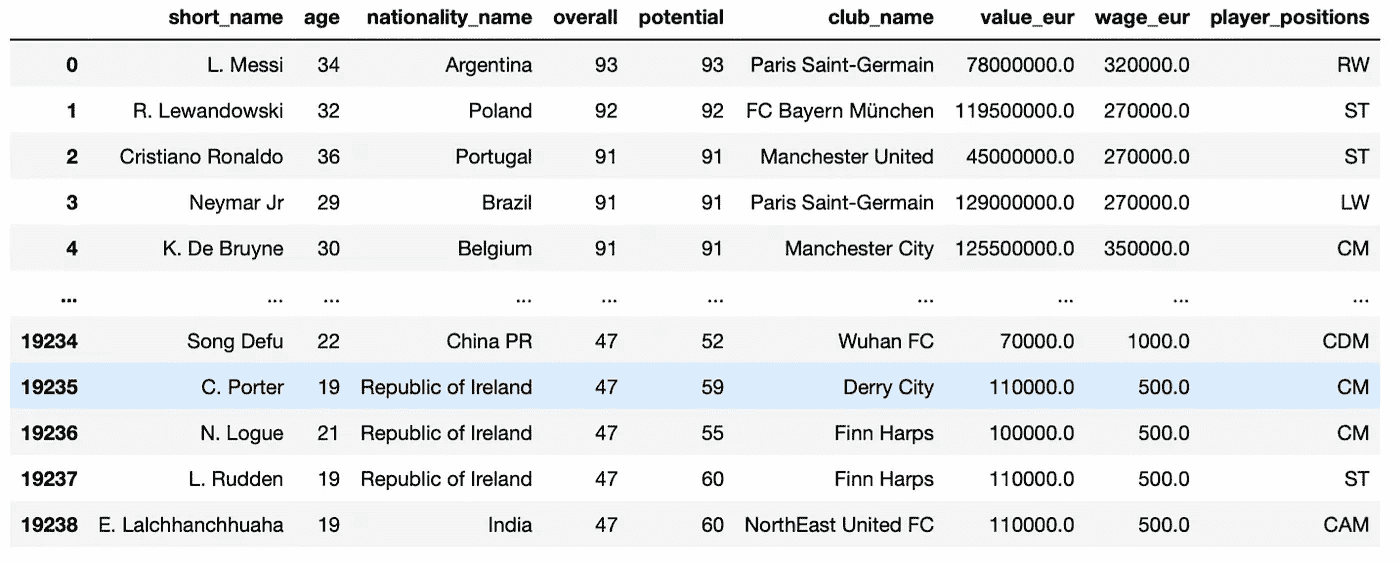 short_name age nationality_name overall potential club_name value_eur wage_eur player_positions
0 L. Messi 34 Argentina 93 93 Paris Saint-Germain 78000000.0 320000.0 RW
1 R. Lewandowski 32 Poland 92 92 FC Bayern München 119500000.0 270000.0 ST
2 Cristiano Ronaldo 36 Portugal 91 91 Manchester United 45000000.0 270000.0 ST
3 Neymar Jr 29 Brazil 91 91 Paris Saint-Germain 129000000.0 270000.0 LW
4 K. De Bruyne 30 Belgium 91 91 Manchester City 125500000.0 350000.0 CM
... ... ... ... ... ... ... ... ... ...
19234 Song Defu 22 China PR 47 52 Wuhan FC 70000.0 1000.0 CDM
19235 C. Porter 19 Republic of Ireland 47 59 Derry City 110000.0 500.0 CM
19236 N. Logue 21 Republic of Ireland 47 55 Finn Harps 100000.0 500.0 CM
19237 L. Rudden 19 Republic of Ireland 47 60 Finn Harps 110000.0 500.0 ST
19238 E. Lalchhanchhuaha 19 India 47 60 NorthEast United FC 110000.0 500.0 CAM